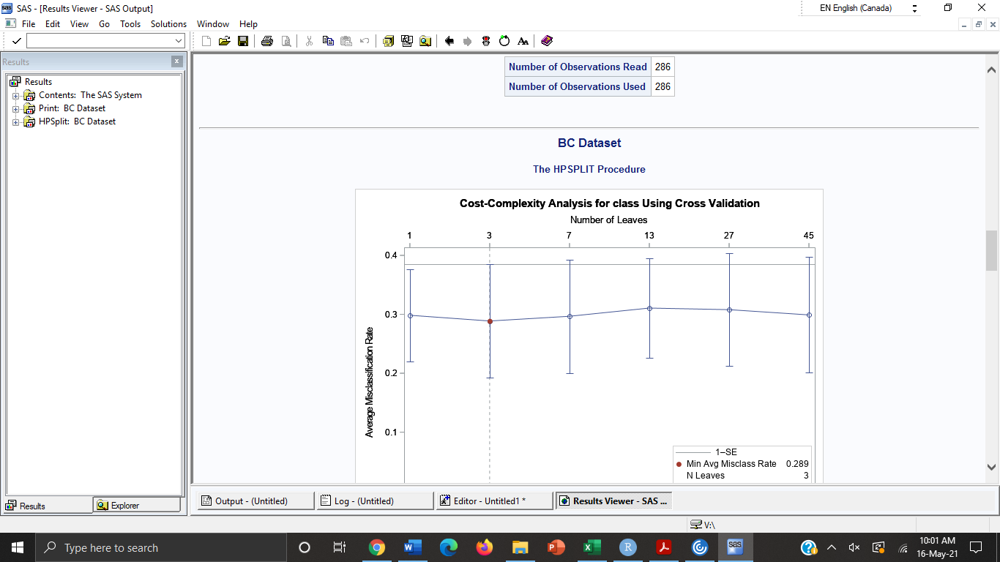 SAS - [Results Viewer - SAS Output]
EN English (Canada)
File Edit View Go Tools Solutions Window Help
Results
Results
Contents: The SAS System
Print: BC Dataset
HPSplit: BC Dataset
Number of Observations Read 286
Number of Observations Used 286
BC Dataset
The HPSPLIT Procedure
Cost-Complexity Analysis for class Using Cross Validation
Number of Leaves
1 3 7 13 27 45
0.4
0.3
0.2
0.1
Average Misclassification Rate
1–SE
Min Avg Misclass Rate 0.289
N Leaves 3
Results Explorer
Output - (Untitled) Log - (Untitled) Editor - Untitled1 * Results Viewer - SAS ...
V:\
Type here to search
10:01 AM
16-May-21